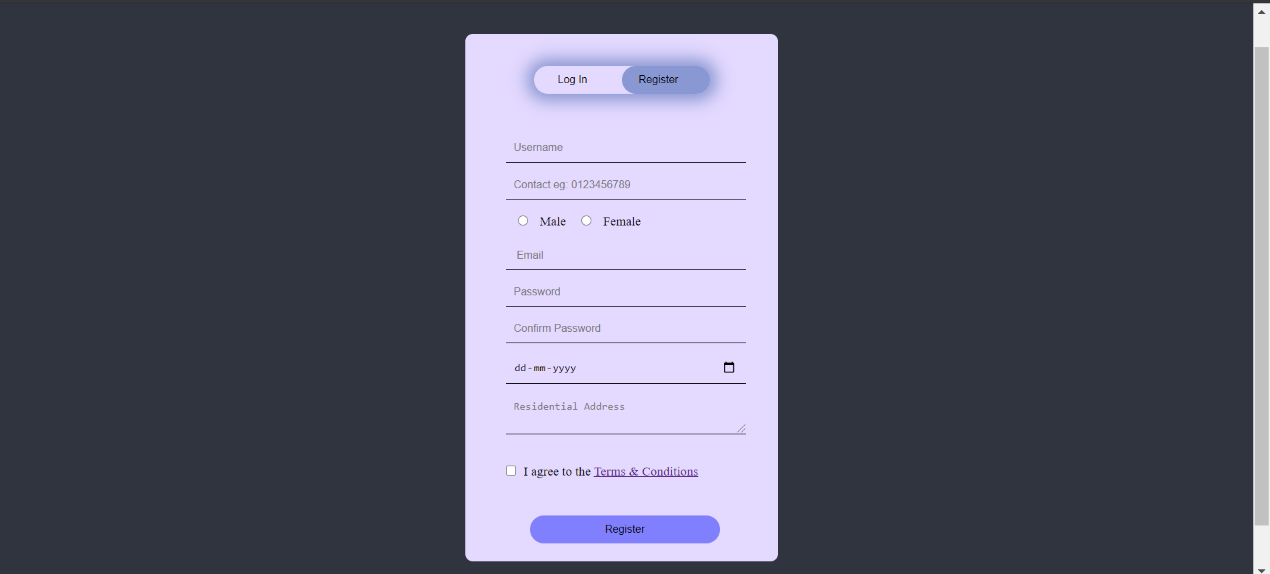 Log In Register
Username
Contact eg: 0123456789
Male Female
Email
Password
Confirm Password
dd-mm-yyyy
Residential Address
I agree to the Terms & Conditions
Register